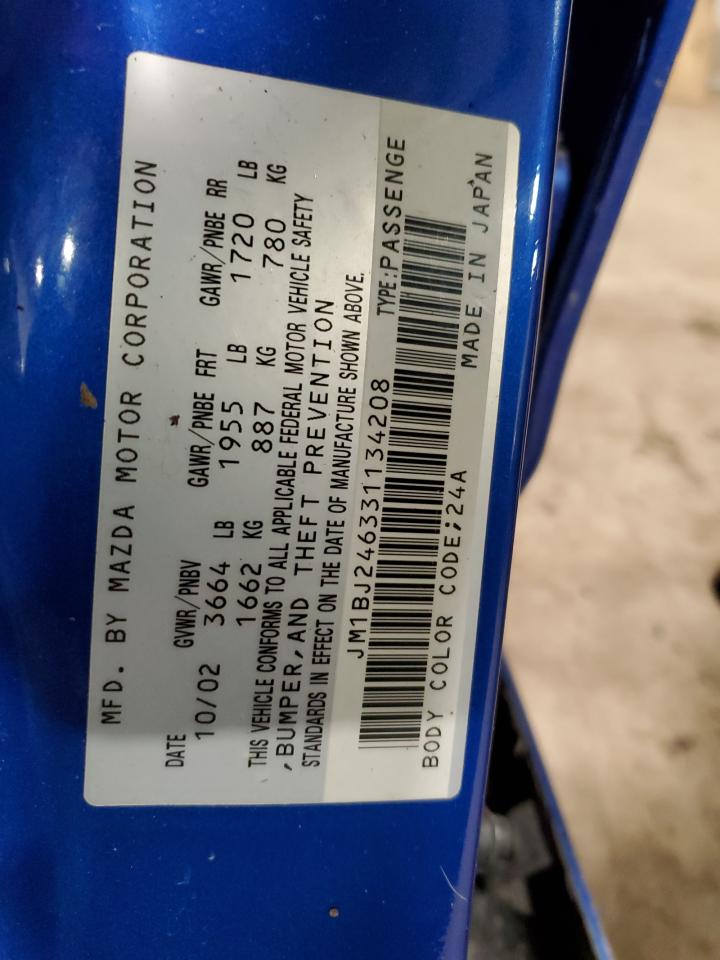 MFD. BY MAZDA MOTOR CORPORATION
DATE GVWR/PNBV GAWR/PNBE FRT GAWR/PNBE RR
10/02 3664 LB 1955 LB 1720 LB
1662 KG 887 KG 780 KG
THIS VEHICLE CONFORMS TO ALL APPLICABLE FEDERAL MOTOR VEHICLE SAFETY
,BUMPER,AND THEFT PREVENTION
STANDARDS IN EFFECT ON THE DATE OF MANUFACTURE SHOWN ABOVE.
JM1BJ246331134208 TYPE:PASSENGE
BODY COLOR CODE;24A MADE IN JAPAN